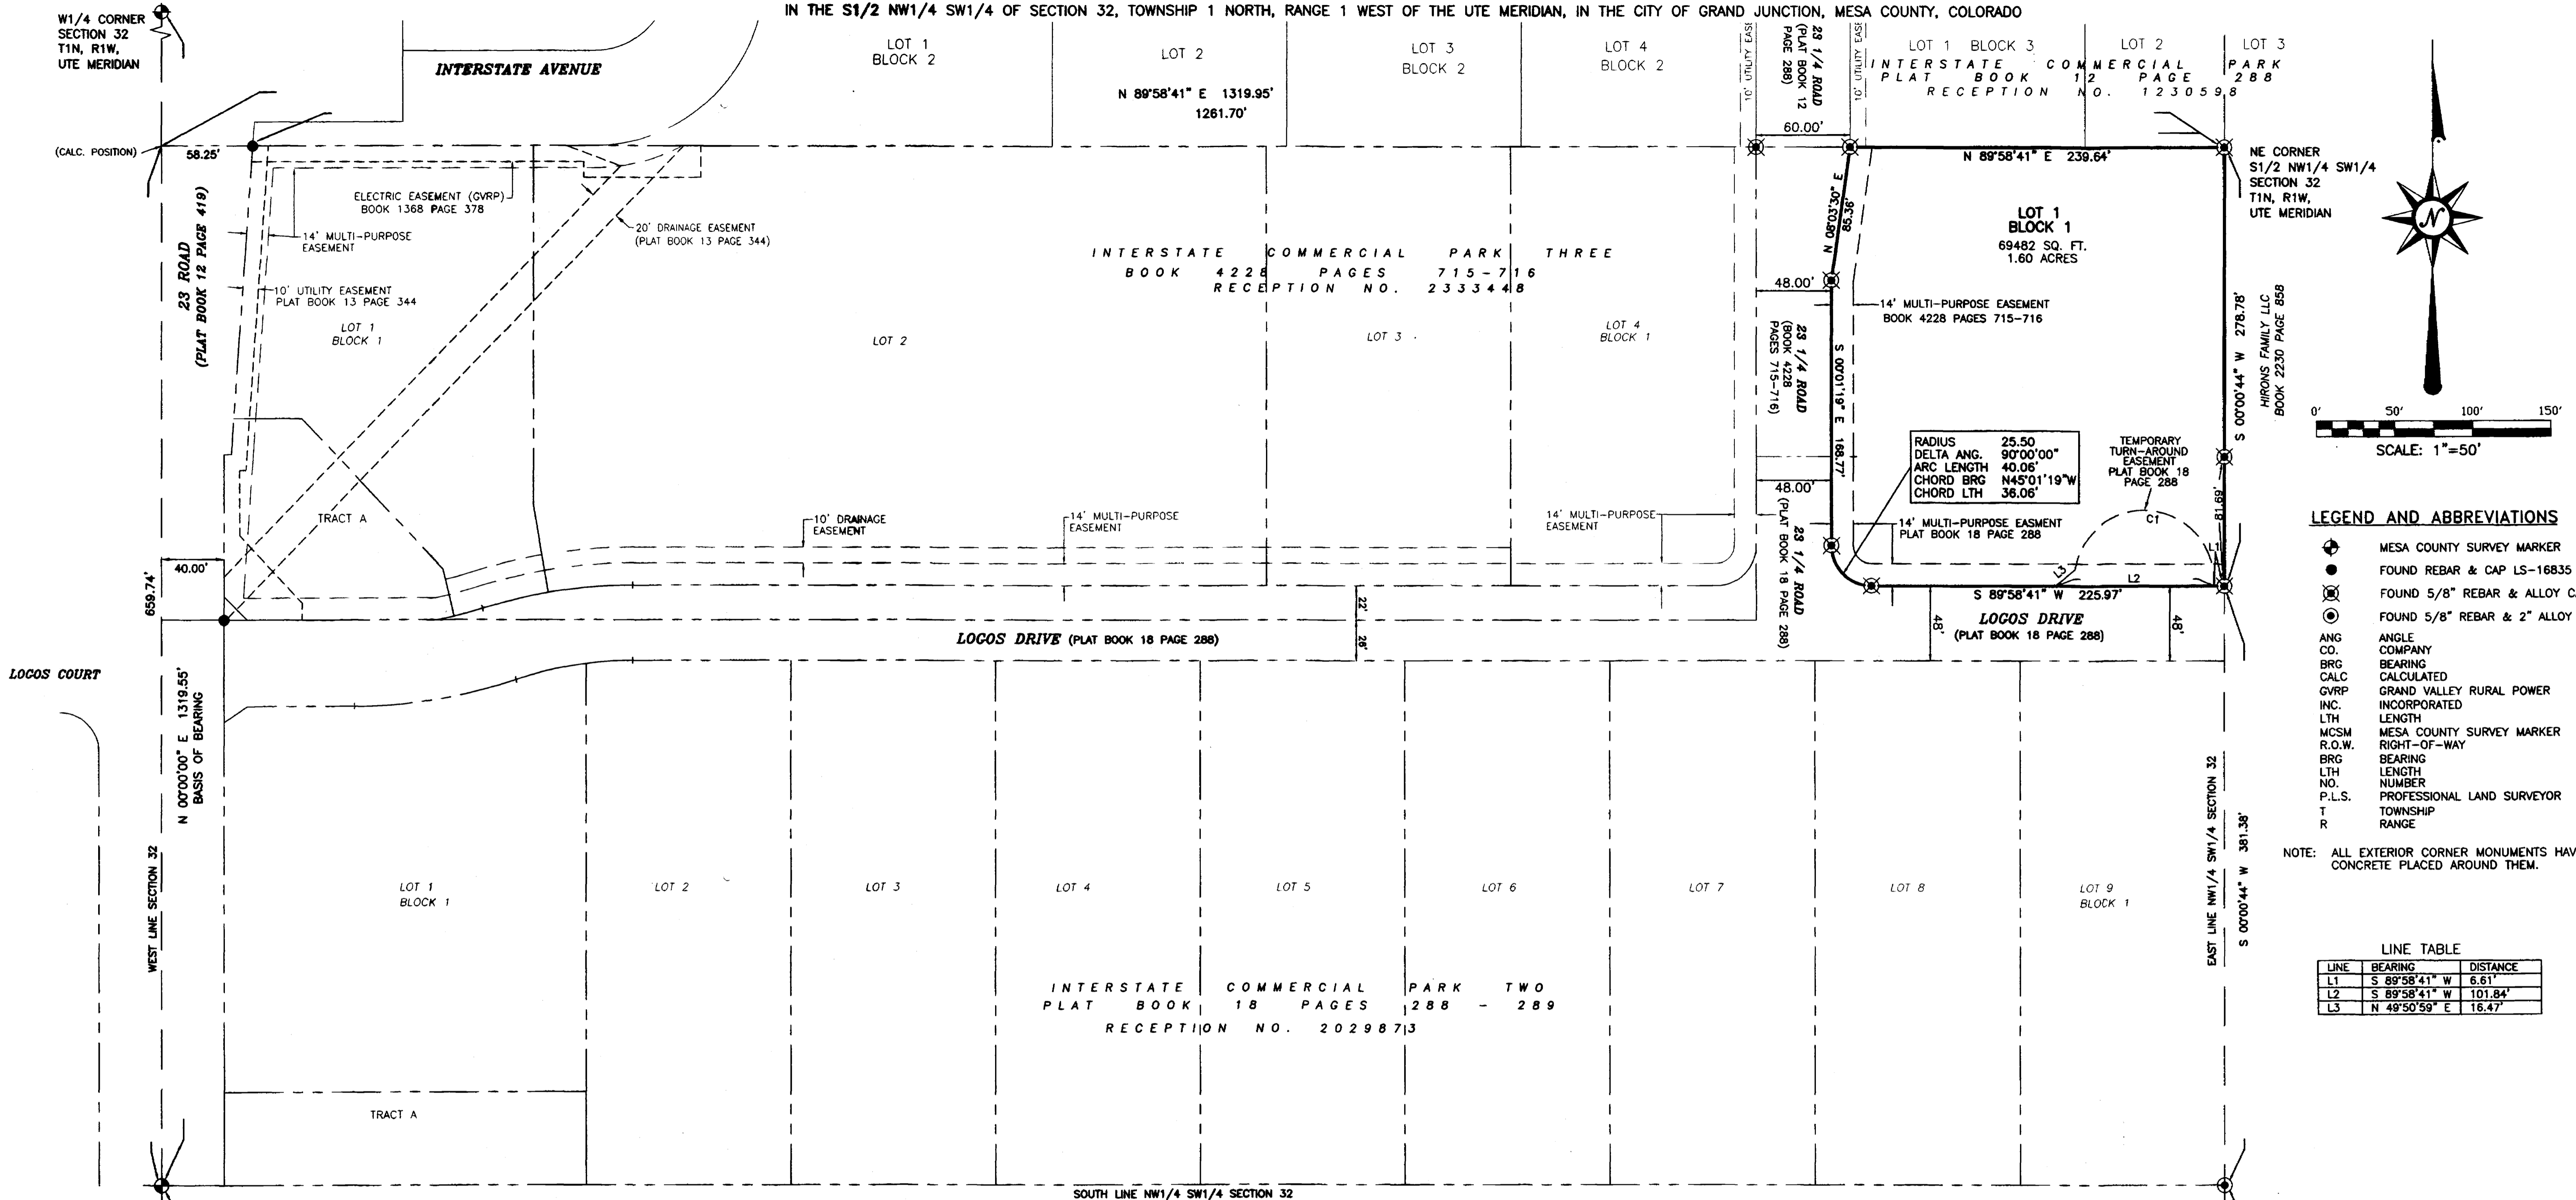 IN THE S1/2 NW1/4 SW1/4 OF SECTION 32, TOWNSHIP 1 NORTH, RANGE 1 WEST OF THE UTE MERIDIAN, IN THE CITY OF GRAND JUNCTION, MESA COUNTY, COLORADO
W1/4 CORNER
SECTION 32
T1N, R1W,
UTE MERIDIAN
INTERSTATE AVENUE
LOT 1
BLOCK 2
LOT 2
LOT 3
BLOCK 2
LOT 4
BLOCK 2
10' UTILITY EASE
23 1/4 ROAD
(PLAT BOOK 12
PAGE 288)
10' UTILITY EASE
LOT 1 BLOCK 3
LOT 2
LOT 3
INTERSTATE COMMERCIAL PARK
PLAT BOOK 12 PAGE 288
RECEPTION NO. 1230598
N 89°58'41" E 1319.95'
1261.70'
60.00'
(CALC. POSITION)
58.25'
N 89°58'41" E 239.64'
NE CORNER
S1/2 NW1/4 SW1/4
SECTION 32
T1N, R1W,
UTE MERIDIAN
N
23 ROAD
(PLAT BOOK 12 PAGE 419)
ELECTRIC EASEMENT (GVRP)
BOOK 1368 PAGE 378
14' MULTI-PURPOSE
EASEMENT
20' DRAINAGE EASEMENT
(PLAT BOOK 13 PAGE 344)
10' UTILITY EASEMENT
PLAT BOOK 13 PAGE 344
LOT 1
BLOCK 1
LOT 2
INTERSTATE COMMERCIAL PARK THREE
BOOK 4228 PAGES 715-716
RECEPTION NO. 2333448
LOT 3
LOT 4
BLOCK 1
N 08°03'30" E
85.36'
LOT 1
BLOCK 1
69482 SQ. FT.
1.60 ACRES
48.00'
14' MULTI-PURPOSE EASEMENT
BOOK 4228 PAGES 715-716
23 1/4 ROAD
(BOOK 4228
PAGES 715-716)
S 00°01'19" E 168.77'
S 00°00'44" W 278.78'
HIRONS FAMILY LLC
BOOK 2230 PAGE 858
0' 50' 100' 150'
SCALE: 1"=50'
RADIUS 25.50
DELTA ANG. 90°00'00"
ARC LENGTH 40.06'
CHORD BRG N45°01'19"W
CHORD LTH 36.06'
TEMPORARY
TURN-AROUND
EASEMENT
PLAT BOOK 18
PAGE 288
C1
81.69'
L1
L2
L3
48.00'
14' MULTI-PURPOSE EASMENT
PLAT BOOK 18 PAGE 288
23 1/4 ROAD
(PLAT BOOK 18 PAGE 288)
TRACT A
10' DRAINAGE
EASEMENT
14' MULTI-PURPOSE
EASEMENT
14' MULTI-PURPOSE
EASEMENT
40.00'
659.74'
S 89°58'41" W 225.97'
LOGOS DRIVE
(PLAT BOOK 18 PAGE 288)
48'
48'
22'
26'
LOGOS DRIVE (PLAT BOOK 18 PAGE 288)
LOGOS COURT
N 00°00'00" E 1319.55'
BASIS OF BEARING
WEST LINE SECTION 32
LEGEND AND ABBREVIATIONS
MESA COUNTY SURVEY MARKER
FOUND REBAR & CAP LS-16835
FOUND 5/8" REBAR & ALLOY
FOUND 5/8" REBAR & 2" ALLOY
ANG ANGLE
CO. COMPANY
BRG BEARING
CALC CALCULATED
GVRP GRAND VALLEY RURAL POWER
INC. INCORPORATED
LTH LENGTH
MCSM MESA COUNTY SURVEY MARKER
R.O.W. RIGHT-OF-WAY
BRG BEARING
LTH LENGTH
NO. NUMBER
P.L.S. PROFESSIONAL LAND SURVEYOR
T TOWNSHIP
R RANGE
NOTE: ALL EXTERIOR CORNER MONUMENTS HAV
CONCRETE PLACED AROUND THEM.
LOT 1
BLOCK 1
LOT 2
LOT 3
LOT 4
LOT 5
LOT 6
LOT 7
LOT 8
LOT 9
BLOCK 1
EAST LINE NW1/4 SW1/4 SECTION 32
S 00°00'44" W 381.38'
INTERSTATE COMMERCIAL PARK TWO
PLAT BOOK 18 PAGES 288 - 289
RECEPTION NO. 2029873
LINE TABLE
LINE BEARING DISTANCE
L1 S 89°58'41" W 6.61'
L2 S 89°58'41" W 101.84'
L3 N 49°50'59" E 16.47'
TRACT A
SOUTH LINE NW1/4 SW1/4 SECTION 32